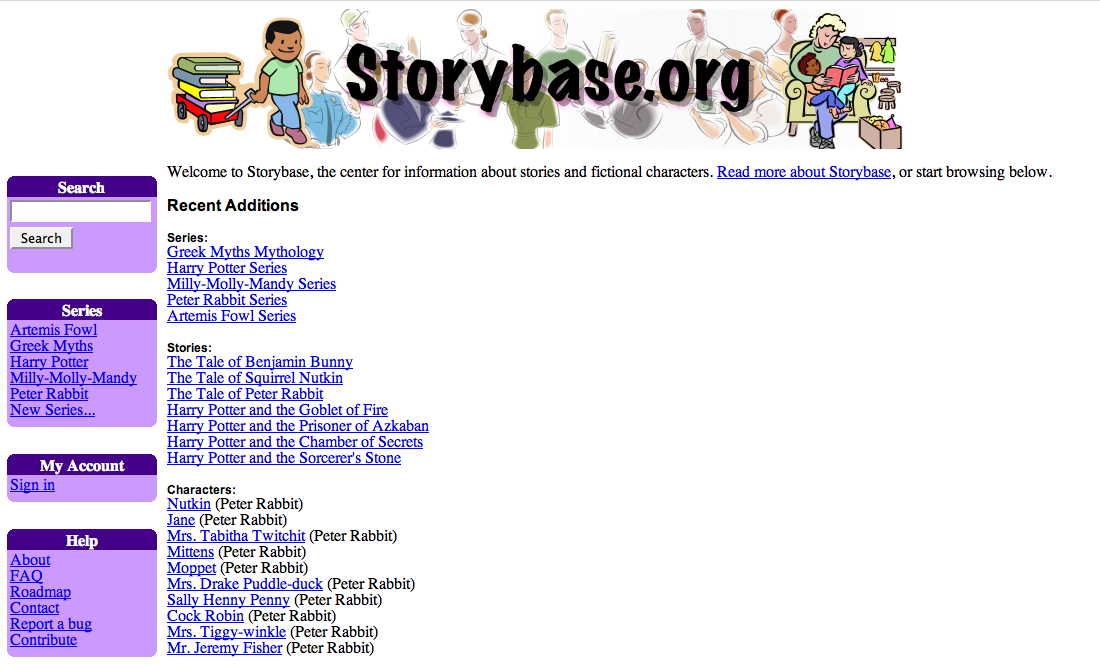 Storybase.org
Search
Search
Series
Artemis Fowl
Greek Myths
Harry Potter
Milly-Molly-Mandy
Peter Rabbit
New Series...
My Account
Sign in
Help
About
FAQ
Roadmap
Contact
Report a bug
Contribute
Welcome to Storybase, the center for information about stories and fictional characters. Read more about Storybase, or start browsing below.
Recent Additions
Series:
Greek Myths Mythology
Harry Potter Series
Milly-Molly-Mandy Series
Peter Rabbit Series
Artemis Fowl Series
Stories:
The Tale of Benjamin Bunny
The Tale of Squirrel Nutkin
The Tale of Peter Rabbit
Harry Potter and the Goblet of Fire
Harry Potter and the Prisoner of Azkaban
Harry Potter and the Chamber of Secrets
Harry Potter and the Sorcerer's Stone
Characters:
Nutkin (Peter Rabbit)
Jane (Peter Rabbit)
Mrs. Tabitha Twitchit (Peter Rabbit)
Mittens (Peter Rabbit)
Moppet (Peter Rabbit)
Mrs. Drake Puddle-duck (Peter Rabbit)
Sally Henny Penny (Peter Rabbit)
Cock Robin (Peter Rabbit)
Mrs. Tiggy-winkle (Peter Rabbit)
Mr. Jeremy Fisher (Peter Rabbit)